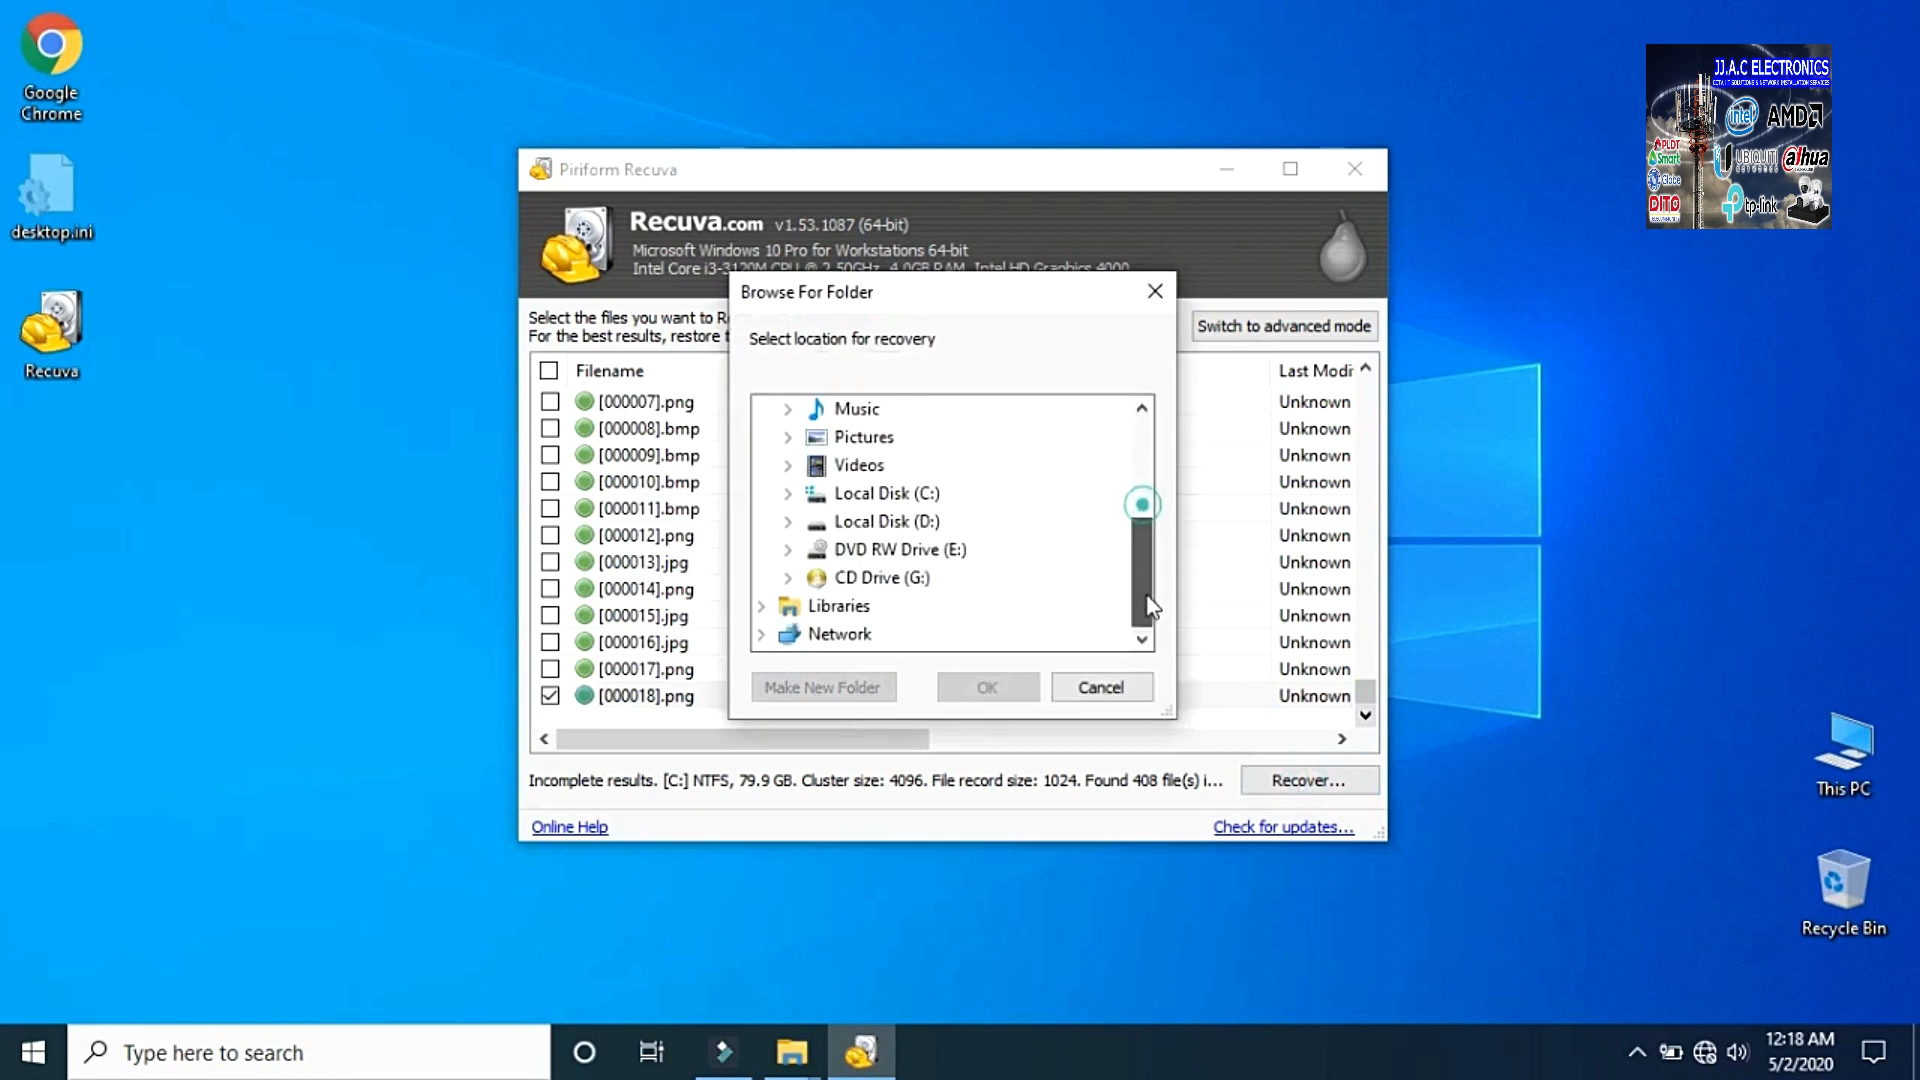 Google
Chrome
desktop.ini
Recuva
JJ.A.C ELECTRONICS
intel
AMD
PLDT
Smart
Globe
DITO
UBIQUITI
NETWORKS
alhua
tp-link
Piriform Recuva
Recuva.com v1.53.1087 (64-bit)
Microsoft Windows 10 Pro for Workstations 64-bit
Intel Core i3-3120M CPU @ 2.50GHz, 4.0GB RAM, Intel HD Graphics 4000
Select the files you want to R
For the best results, restore t
Switch to advanced mode
Filename
Last Modi
[000007].png
Unknown
[000008].bmp
Unknown
[000009].bmp
Unknown
[000010].bmp
Unknown
[000011].bmp
Unknown
[000012].png
Unknown
[000013].jpg
Unknown
[000014].png
Unknown
[000015].jpg
Unknown
[000016].jpg
Unknown
[000017].png
Unknown
[000018].png
Unknown
Browse For Folder
Select location for recovery
Music
Pictures
Videos
Local Disk (C:)
Local Disk (D:)
DVD RW Drive (E:)
CD Drive (G:)
Libraries
Network
Make New Folder
OK
Cancel
Incomplete results. [C:] NTFS, 79.9 GB. Cluster size: 4096. File record size: 1024. Found 408 file(s) i...
Recover...
Online Help
Check for updates...
This PC
Recycle Bin
Type here to search
12:18 AM
5/2/2020